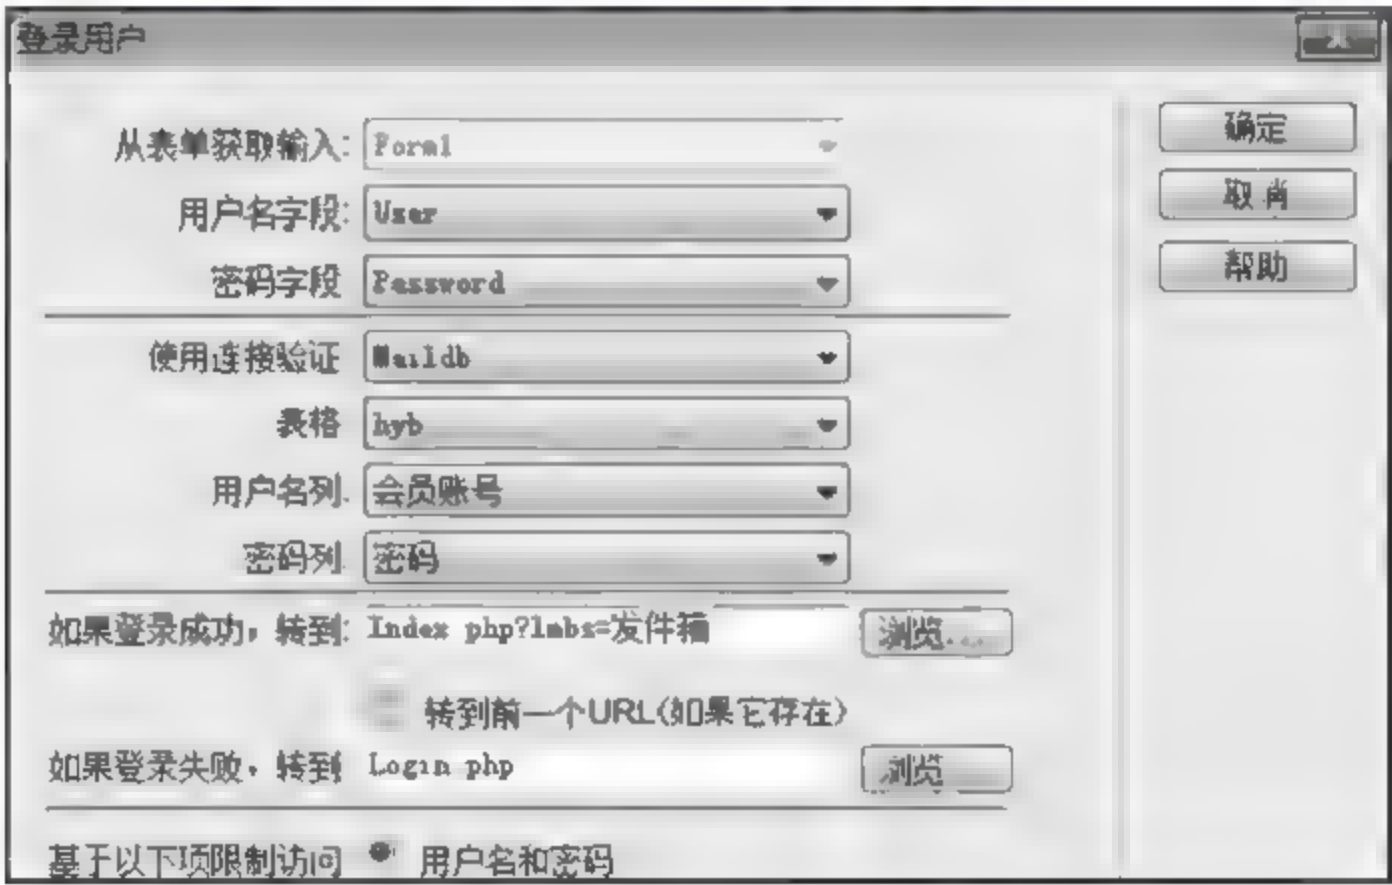 登录用户
从表单获取输入: Form1
确定
用户名字段: User
取消
密码字段 Password
帮助
使用连接验证 Maildb
表格 hyb
用户名列. 会员账号
密码列. 密码
如果登录成功，转到: Index php?lmbs=发件箱 浏览...
转到前一个URL(如果它存在)
如果登录失败，转到 Login php 浏览
基于以下项限制访问 用户名和密码